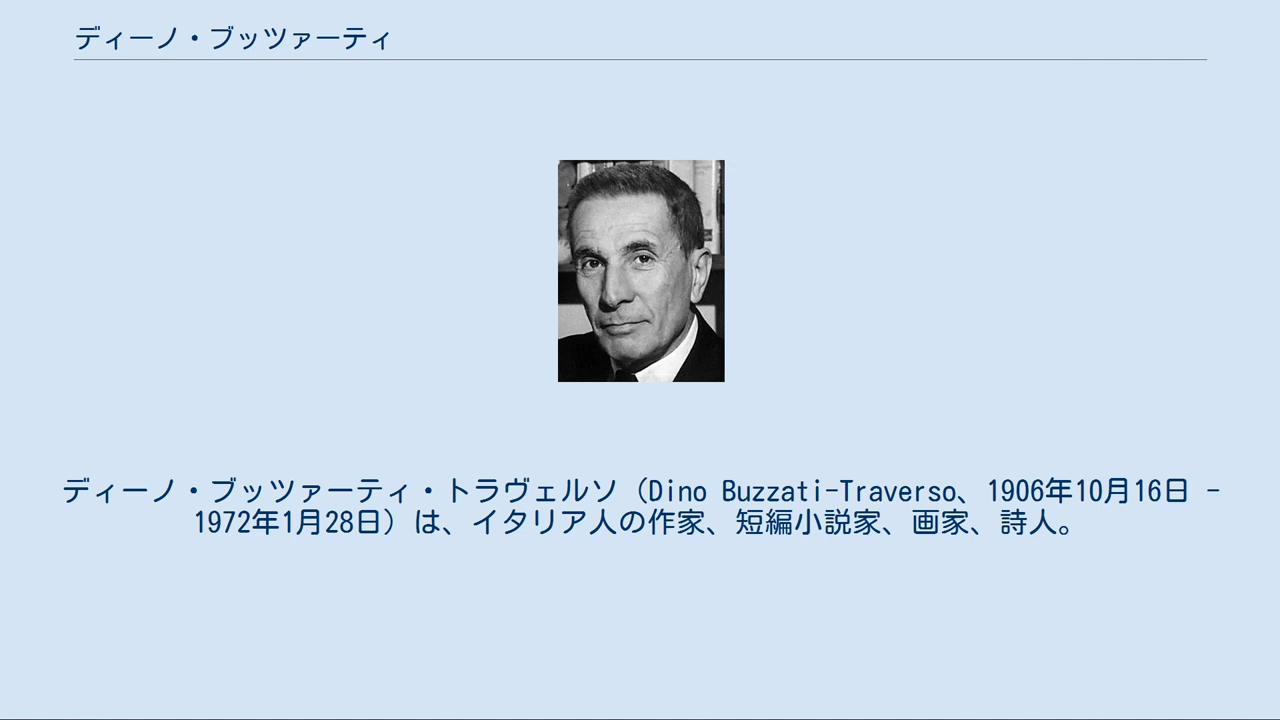 ディーノ・ブッツァーティ
ディーノ・ブッツァーティ・トラヴェルソ（Dino Buzzati-Traverso、1906年10月16日 -
1972年1月28日）は、イタリア人の作家、短編小説家、画家、詩人。